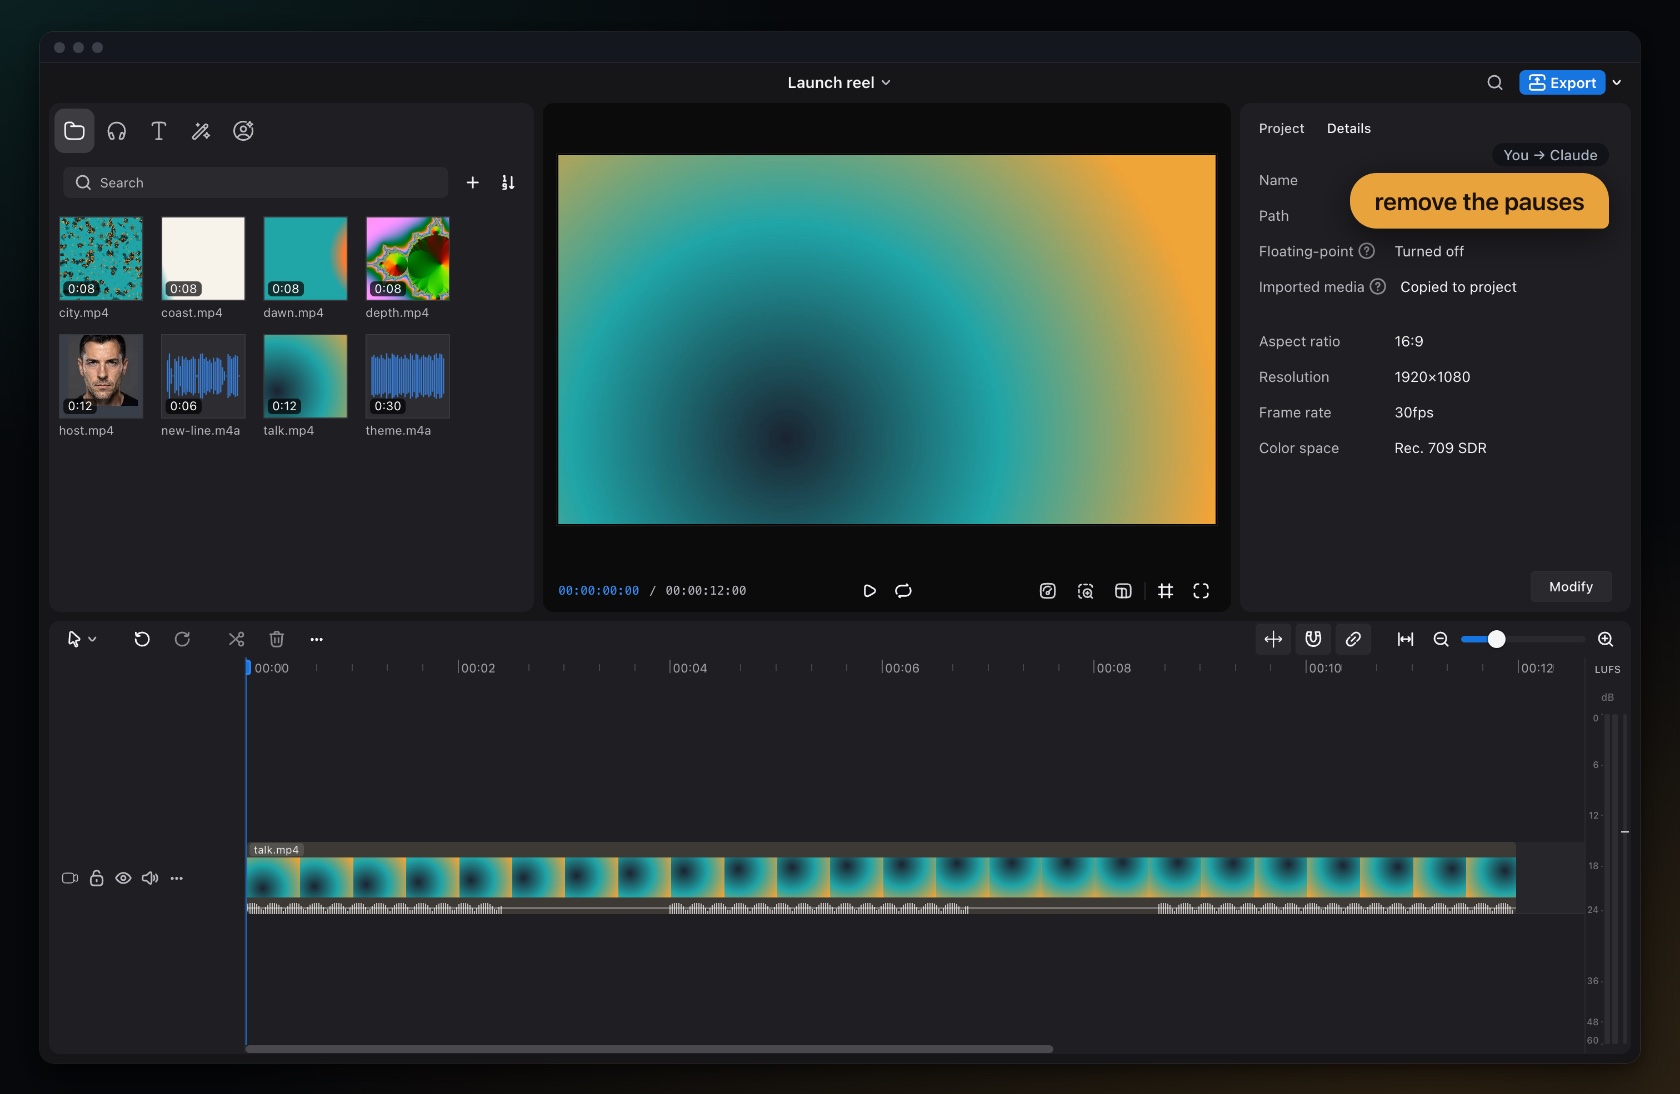 Launch reel
Export
Search
0:08
0:08
0:08
0:08
city.mp4
coast.mp4
dawn.mp4
depth.mp4
0:12
0:06
0:12
0:30
host.mp4
new-line.m4a
talk.mp4
theme.m4a
00:00:00:00 / 00:00:12:00
Project
Details
You → Claude
remove the pauses
Name
Path
Floating-point ? Turned off
Imported media ? Copied to project
Aspect ratio 16:9
Resolution 1920×1080
Frame rate 30fps
Color space Rec. 709 SDR
Modify
00:00
00:02
00:04
00:06
00:08
00:10
00:12
LUFS
dB
0
6
12
18
24
36
48
60
talk.mp4